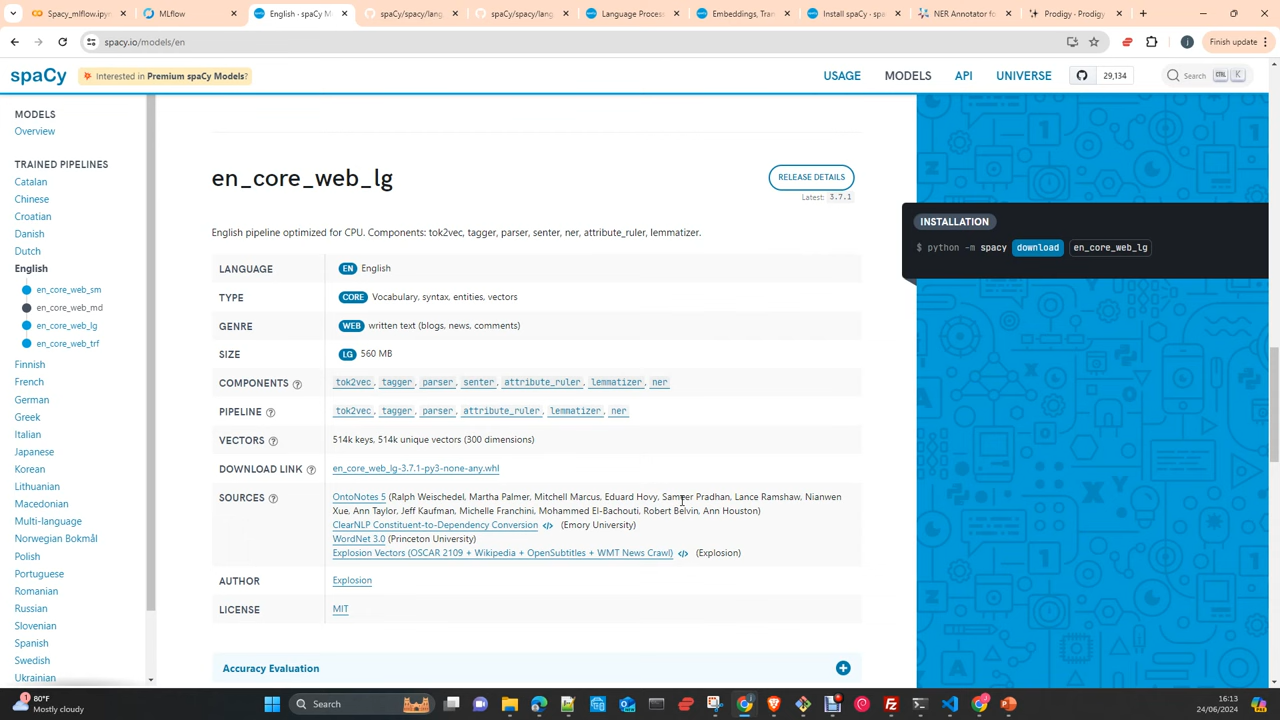 Spacy_mlflow.ipyn
MLflow
English · spaCy M
spaCy/spacy/lang
spaCy/spacy/lang
Language Process
Embeddings, Tran
Install spaCy · spa
NER Annotator fo
Prodigy · Prodigy
spacy.io/models/en
Finish update
spaCy
Interested in Premium spaCy Models?
USAGE
MODELS
API
UNIVERSE
29,134
Search
CTRL
K
MODELS
Overview
TRAINED PIPELINES
Catalan
Chinese
Croatian
Danish
Dutch
English
en_core_web_sm
en_core_web_md
en_core_web_lg
en_core_web_trf
Finnish
French
German
Greek
Italian
Japanese
Korean
Lithuanian
Macedonian
Multi-language
Norwegian Bokmål
Polish
Portuguese
Romanian
Russian
Slovenian
Spanish
Swedish
Ukrainian
en_core_web_lg
RELEASE DETAILS
Latest: 3.7.1
English pipeline optimized for CPU. Components: tok2vec, tagger, parser, senter, ner, attribute_ruler, lemmatizer.
LANGUAGE EN English
TYPE CORE Vocabulary, syntax, entities, vectors
GENRE WEB written text (blogs, news, comments)
SIZE LG 560 MB
COMPONENTS ? tok2vec, tagger, parser, senter, attribute_ruler, lemmatizer, ner
PIPELINE ? tok2vec, tagger, parser, attribute_ruler, lemmatizer, ner
VECTORS ? 514k keys, 514k unique vectors (300 dimensions)
DOWNLOAD LINK ? en_core_web_lg-3.7.1-py3-none-any.whl
SOURCES ? OntoNotes 5 (Ralph Weischedel, Martha Palmer, Mitchell Marcus, Eduard Hovy, Sameer Pradhan, Lance Ramshaw, Nianwen
Xue, Ann Taylor, Jeff Kaufman, Michelle Franchini, Mohammed El-Bachouti, Robert Belvin, Ann Houston)
ClearNLP Constituent-to-Dependency Conversion </> (Emory University)
WordNet 3.0 (Princeton University)
Explosion Vectors (OSCAR 2109 + Wikipedia + OpenSubtitles + WMT News Crawl) </> (Explosion)
AUTHOR Explosion
LICENSE MIT
Accuracy Evaluation
INSTALLATION
$ python -m spacy download en_core_web_lg
80°F
Mostly cloudy
Search
16:13
24/06/2024